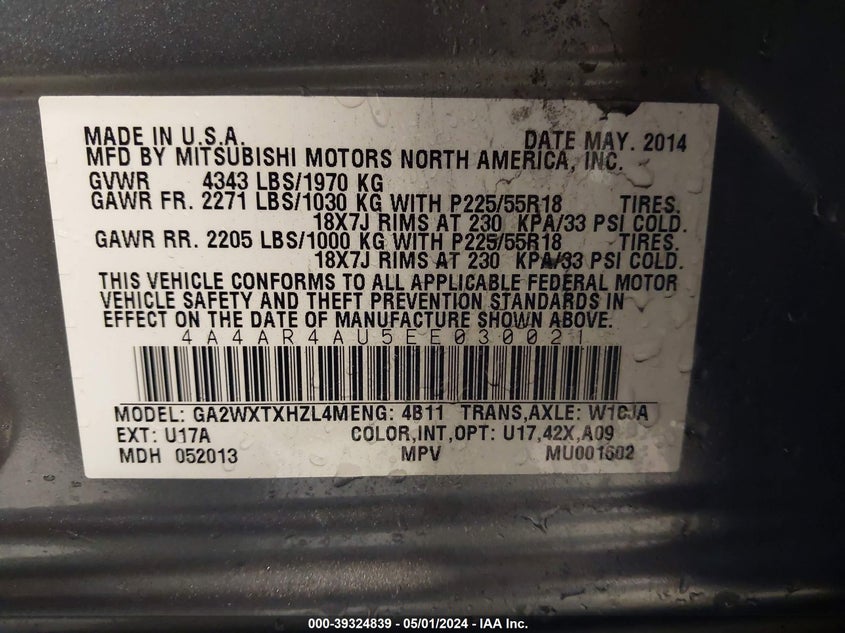 MADE IN U.S.A. DATE MAY. 2014
MFD BY MITSUBISHI MOTORS NORTH AMERICA, INC.
GVWR 4343 LBS/1970 KG
GAWR FR. 2271 LBS/1030 KG WITH P225/55R18 TIRES.
18X7J RIMS AT 230 KPA/33 PSI COLD.
GAWR RR. 2205 LBS/1000 KG WITH P225/55R18 TIRES.
18X7J RIMS AT 230 KPA/33 PSI COLD.
THIS VEHICLE CONFORMS TO ALL APPLICABLE FEDERAL MOTOR
VEHICLE SAFETY AND THEFT PREVENTION STANDARDS IN
EFFECT ON THE DATE OF MANUFACTURE SHOWN ABOVE.
4A4AR4AU5EE030021
MODEL: GA2WXTXHZL4MENG: 4B11 TRANS,AXLE: W1CJA
EXT: U17A COLOR,INT,OPT: U17,42X,A09
MDH 052013 MPV MU001602
000-39324839 - 05/01/2024 - IAA Inc.